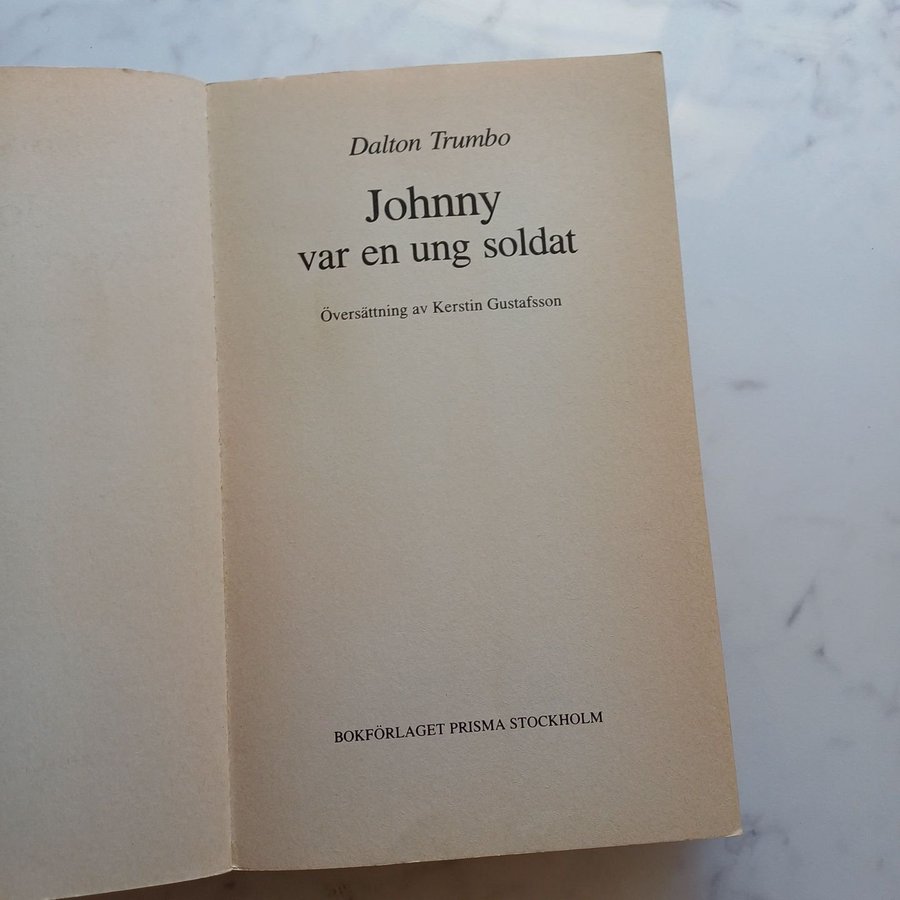 Dalton Trumbo
Johnny
var en ung soldat
Översättning av Kerstin Gustafsson
BOKFÖRLAGET PRISMA STOCKHOLM